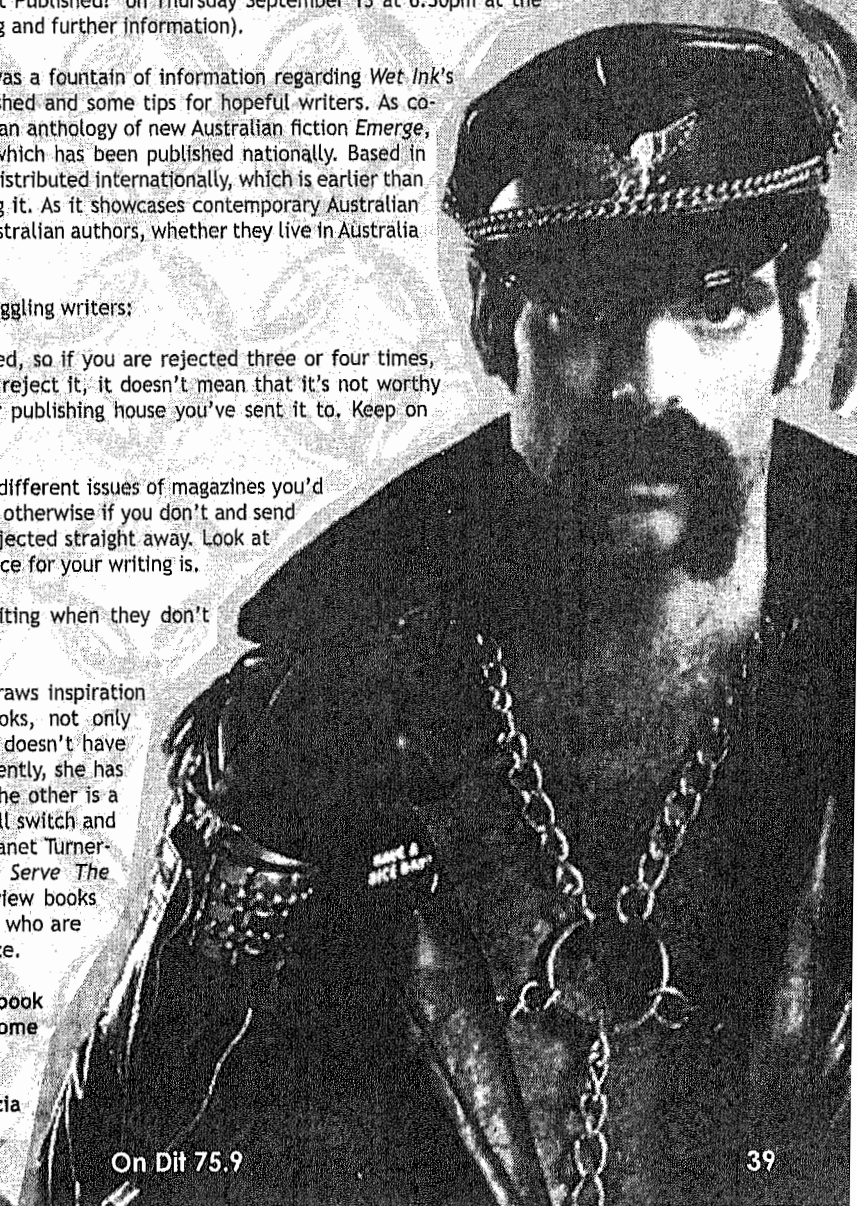 t Published?" on Thursday September 13 at 6.30pm at the
g and further information).
as a fountain of information regarding Wet Ink's
shed and some tips for hopeful writers. As co-
an anthology of new Australian fiction Emerge,
which has been published nationally. Based in
istributed internationally, which is earlier than
g it. As it showcases contemporary Australian
stralian authors, whether they live in Australia
ggling writers:
ed, so if you are rejected three or four times,
reject it, it doesn't mean that it's not worthy
r publishing house you've sent it to. Keep on
different issues of magazines you'd
otherwise if you don't and send
jected straight away. Look at
ce for your writing is.
iting when they don't
raws inspiration
oks, not only
doesn't have
ently, she has
he other is a
ll switch and
anet Turner-
Serve The
view books
who are
ce.
book
ome
cia
HAVE A
NICE DAY!
On Dit 75.9
39